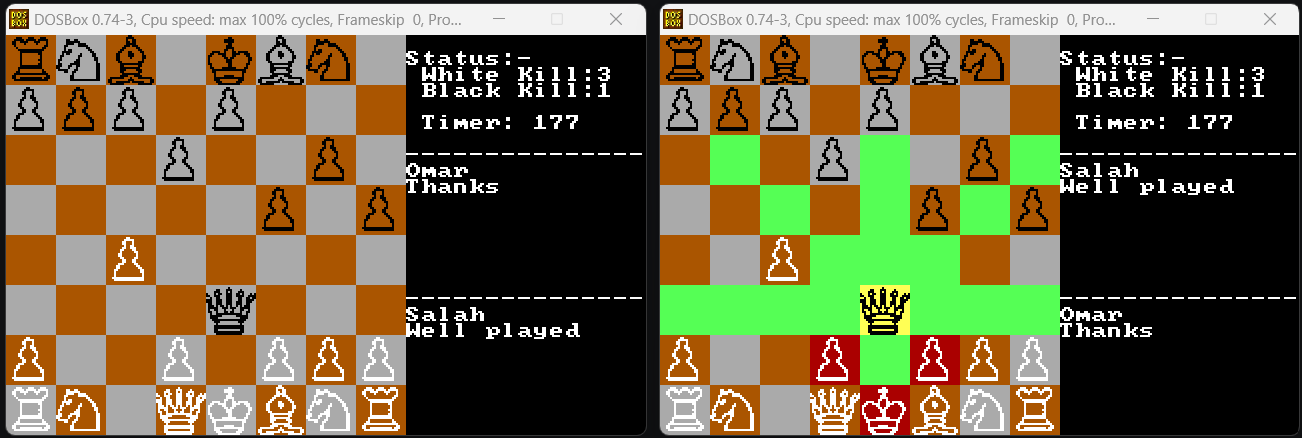 DOSBox 0.74-3, Cpu speed: max 100% cycles, Frameskip  0, Pro...
Status:-
White Kill:3
Black Kill:1
Timer: 177
Omar
Thanks
Salah
Well played
DOSBox 0.74-3, Cpu speed: max 100% cycles, Frameskip  0, Pro...
Status:-
White Kill:3
Black Kill:1
Timer: 177
Salah
Well played
Omar
Thanks